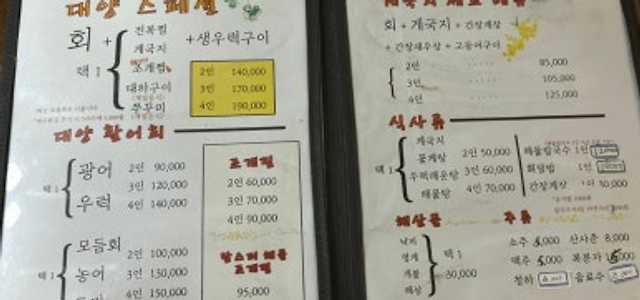 대양 스페셜
회 + 택 1
전복찜
게국지
조개찜
대하구이
쭈꾸미
+생우럭구이
2인 140,000
3인 170,000
4인 190,000
대양 활어회
택 1
광어
우럭
2인 90,000
3인 120,000
4인 140,000
조개찜
2인 60,000
3인 70,000
4인 90,000
택 1
모듬회
농어
2인 100,000
3인 130,000
4인 150,000
조개찜
95,000
회 + 게국지 + 간장게장
+ 간장새우장 + 고등어구이
2인 85,000
3인 105,000
4인 125,000
식사류
택 1
게국지
꽃게탕
우럭매운탕
해물탕
2인 50,000
3인 60,000
4인 70,000
해물칼국수 1인
회덮밥 1인
간장게장 1인 30,000
해산물
낙지
멍게
개불
해삼
택 1
30,000
주류
소주 5,000
산사춘 8,000
맥주 5,000
복분자
청하
음료수